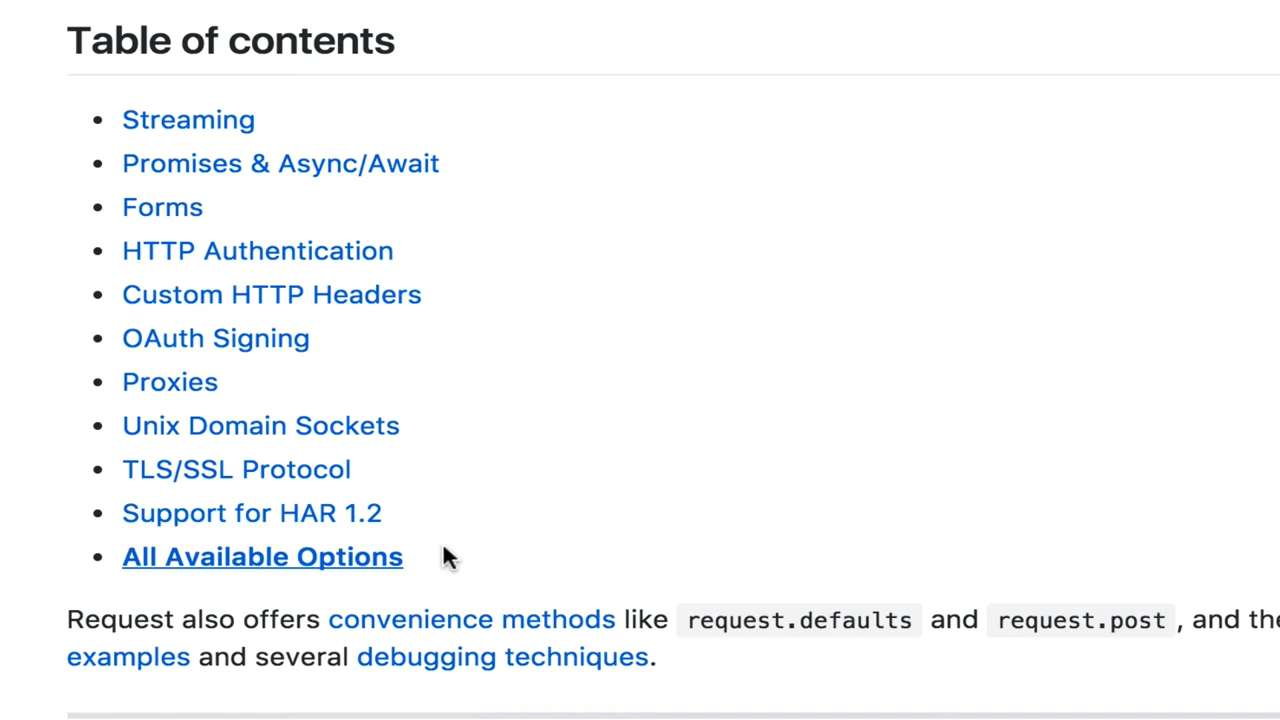 Table of contents
Streaming
Promises & Async/Await
Forms
HTTP Authentication
Custom HTTP Headers
OAuth Signing
Proxies
Unix Domain Sockets
TLS/SSL Protocol
Support for HAR 1.2
All Available Options
Request also offers convenience methods like request.defaults and request.post, and the
examples and several debugging techniques.